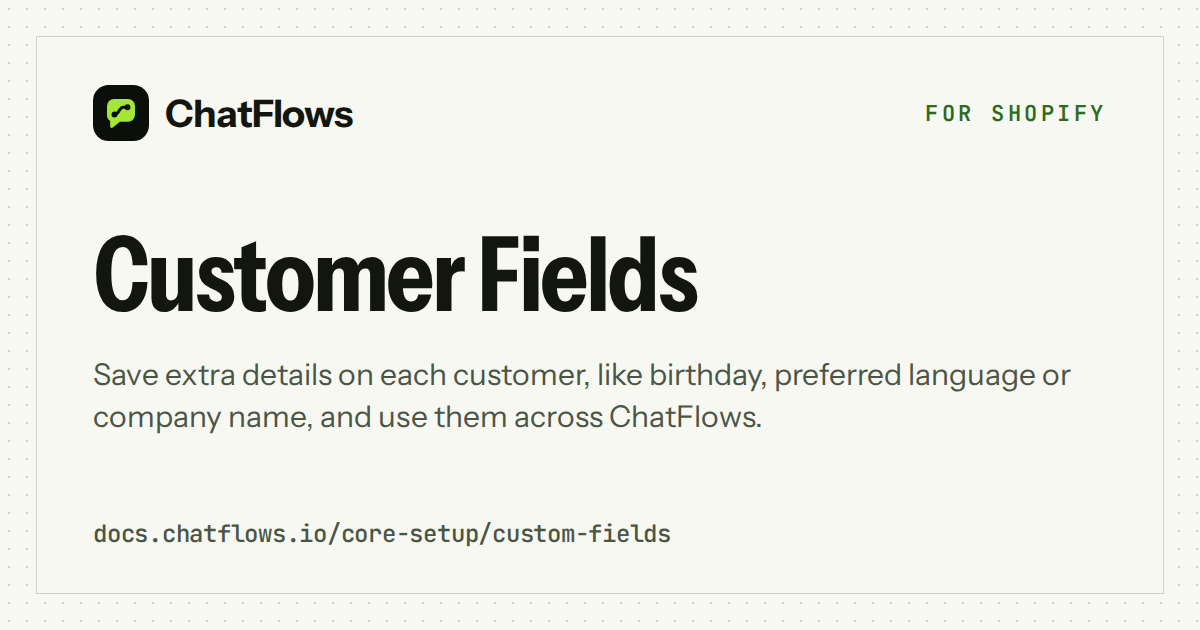 ChatFlows
FOR SHOPIFY
Customer Fields
Save extra details on each customer, like birthday, preferred language or
company name, and use them across ChatFlows.
docs.chatflows.io/core-setup/custom-fields